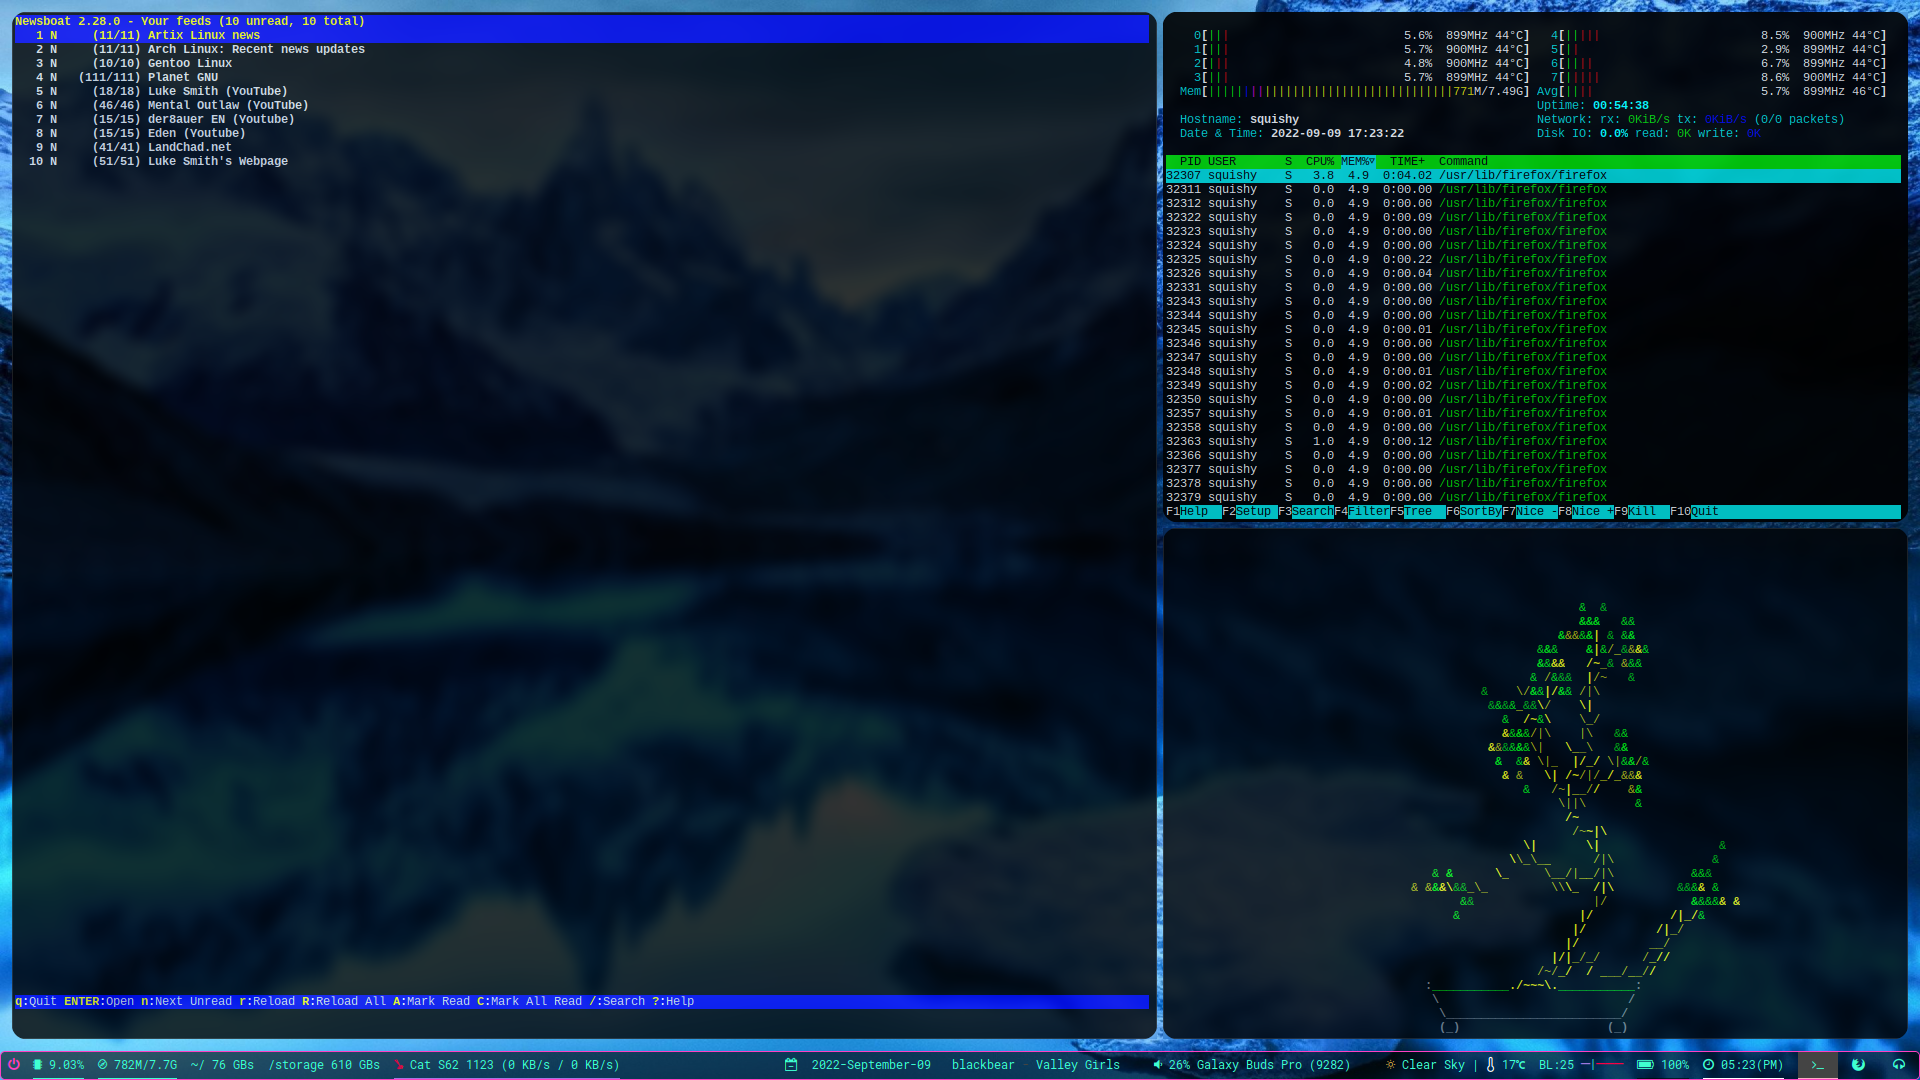 Newsboat 2.28.0 - Your feeds (10 unread, 10 total)
1 N (11/11) Artix Linux news
2 N (11/11) Arch Linux: Recent news updates
3 N (10/10) Gentoo Linux
4 N (111/111) Planet GNU
5 N (18/18) Luke Smith (YouTube)
6 N (46/46) Mental Outlaw (YouTube)
7 N (15/15) der8auer EN (Youtube)
8 N (15/15) Eden (Youtube)
9 N (41/41) LandChad.net
10 N (51/51) Luke Smith's Webpage
q:Quit ENTER:Open n:Next Unread r:Reload R:Reload All A:Mark Read C:Mark All Read /:Search ?:Help
0[||| 5.6% 899MHz 44°C] 4[||||| 8.5% 900MHz 44°C]
1[||| 5.7% 900MHz 44°C] 5[|| 2.9% 899MHz 44°C]
2[||| 4.8% 900MHz 44°C] 6[|||| 6.7% 899MHz 44°C]
3[||| 5.7% 899MHz 44°C] 7[||||| 8.6% 900MHz 44°C]
Mem[|||||||||||||||||||||||||||||||||||771M/7.49G] Avg[|||| 5.7% 899MHz 46°C]
Uptime: 00:54:38
Hostname: squishy Network: rx: 0KiB/s tx: 0KiB/s (0/0 packets)
Date & Time: 2022-09-09 17:23:22 Disk IO: 0.0% read: 0K write: 0K
PID USER S CPU% MEM%▽ TIME+ Command
32307 squishy S 3.8 4.9 0:04.02 /usr/lib/firefox/firefox
32311 squishy S 0.0 4.9 0:00.00 /usr/lib/firefox/firefox
32312 squishy S 0.0 4.9 0:00.00 /usr/lib/firefox/firefox
32322 squishy S 0.0 4.9 0:00.09 /usr/lib/firefox/firefox
32323 squishy S 0.0 4.9 0:00.00 /usr/lib/firefox/firefox
32324 squishy S 0.0 4.9 0:00.00 /usr/lib/firefox/firefox
32325 squishy S 0.0 4.9 0:00.22 /usr/lib/firefox/firefox
32326 squishy S 0.0 4.9 0:00.04 /usr/lib/firefox/firefox
32331 squishy S 0.0 4.9 0:00.00 /usr/lib/firefox/firefox
32343 squishy S 0.0 4.9 0:00.00 /usr/lib/firefox/firefox
32344 squishy S 0.0 4.9 0:00.00 /usr/lib/firefox/firefox
32345 squishy S 0.0 4.9 0:00.01 /usr/lib/firefox/firefox
32346 squishy S 0.0 4.9 0:00.00 /usr/lib/firefox/firefox
32347 squishy S 0.0 4.9 0:00.00 /usr/lib/firefox/firefox
32348 squishy S 0.0 4.9 0:00.01 /usr/lib/firefox/firefox
32349 squishy S 0.0 4.9 0:00.02 /usr/lib/firefox/firefox
32350 squishy S 0.0 4.9 0:00.00 /usr/lib/firefox/firefox
32357 squishy S 0.0 4.9 0:00.01 /usr/lib/firefox/firefox
32358 squishy S 0.0 4.9 0:00.00 /usr/lib/firefox/firefox
32363 squishy S 1.0 4.9 0:00.12 /usr/lib/firefox/firefox
32366 squishy S 0.0 4.9 0:00.00 /usr/lib/firefox/firefox
32377 squishy S 0.0 4.9 0:00.00 /usr/lib/firefox/firefox
32378 squishy S 0.0 4.9 0:00.00 /usr/lib/firefox/firefox
32379 squishy S 0.0 4.9 0:00.00 /usr/lib/firefox/firefox
F1Help F2Setup F3SearchF4FilterF5Tree F6SortByF7Nice -F8Nice +F9Kill F10Quit
9.03% 782M/7.7G ~/ 76 GBs /storage 610 GBs Cat S62 1123 (0 KB/s / 0 KB/s) 2022-September-09 blackbear - Valley Girls 26% Galaxy Buds Pro (9282) Clear Sky | 17℃ BL:25 100% 05:23(PM) >_